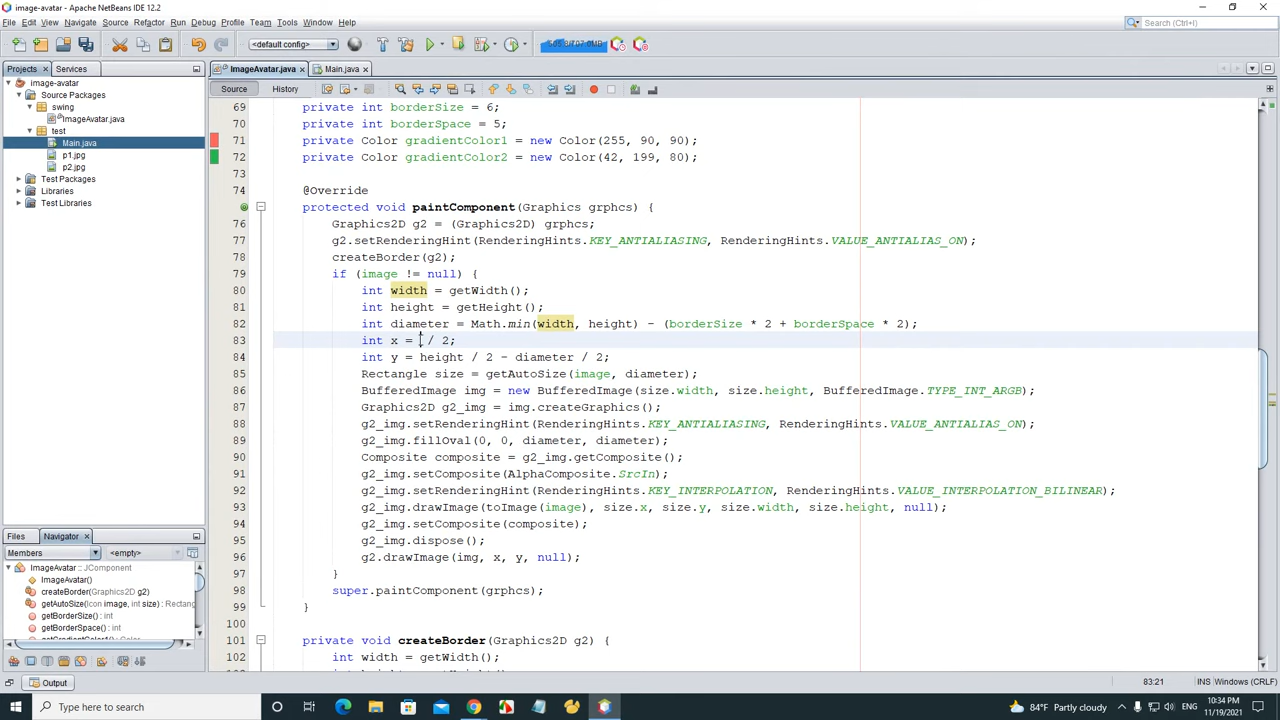 image-avatar - Apache NetBeans IDE 12.2
File Edit View Navigate Source Refactor Run Debug Profile Team Tools Window Help
Search (Ctrl+I)
<default config>
Projects Services
ImageAvatar.java Main.java
Source History
image-avatar
Source Packages
swing
ImageAvatar.java
test
Main.java
p1.jpg
p2.jpg
Test Packages
Libraries
Test Libraries
69 private int borderSize = 6;
70 private int borderSpace = 5;
71 private Color gradientColor1 = new Color(255, 90, 90);
72 private Color gradientColor2 = new Color(42, 199, 80);
73
74 @Override
protected void paintComponent(Graphics grphcs) {
76 Graphics2D g2 = (Graphics2D) grphcs;
77 g2.setRenderingHint(RenderingHints.KEY_ANTIALIASING, RenderingHints.VALUE_ANTIALIAS_ON);
78 createBorder(g2);
79 if (image != null) {
80 int width = getWidth();
81 int height = getHeight();
82 int diameter = Math.min(width, height) - (borderSize * 2 + borderSpace * 2);
83 int x = / 2;
84 int y = height / 2 - diameter / 2;
85 Rectangle size = getAutoSize(image, diameter);
86 BufferedImage img = new BufferedImage(size.width, size.height, BufferedImage.TYPE_INT_ARGB);
87 Graphics2D g2_img = img.createGraphics();
88 g2_img.setRenderingHint(RenderingHints.KEY_ANTIALIASING, RenderingHints.VALUE_ANTIALIAS_ON);
89 g2_img.fillOval(0, 0, diameter, diameter);
90 Composite composite = g2_img.getComposite();
91 g2_img.setComposite(AlphaComposite.SrcIn);
92 g2_img.setRenderingHint(RenderingHints.KEY_INTERPOLATION, RenderingHints.VALUE_INTERPOLATION_BILINEAR);
93 g2_img.drawImage(toImage(image), size.x, size.y, size.width, size.height, null);
94 g2_img.setComposite(composite);
95 g2_img.dispose();
96 g2.drawImage(img, x, y, null);
97 }
98 super.paintComponent(grphcs);
99 }
100
101 private void createBorder(Graphics2D g2) {
102 int width = getWidth();
Files Navigator
Members <empty>
ImageAvatar :: JComponent
ImageAvatar()
createBorder(Graphics2D g2)
getAutoSize(Icon image, int size) : Rectang
getBorderSize() : int
getBorderSpace() : int
Output
83:21 INS Windows (CRLF)
Type here to search
84°F Partly cloudy
ENG
10:34 PM
11/19/2021